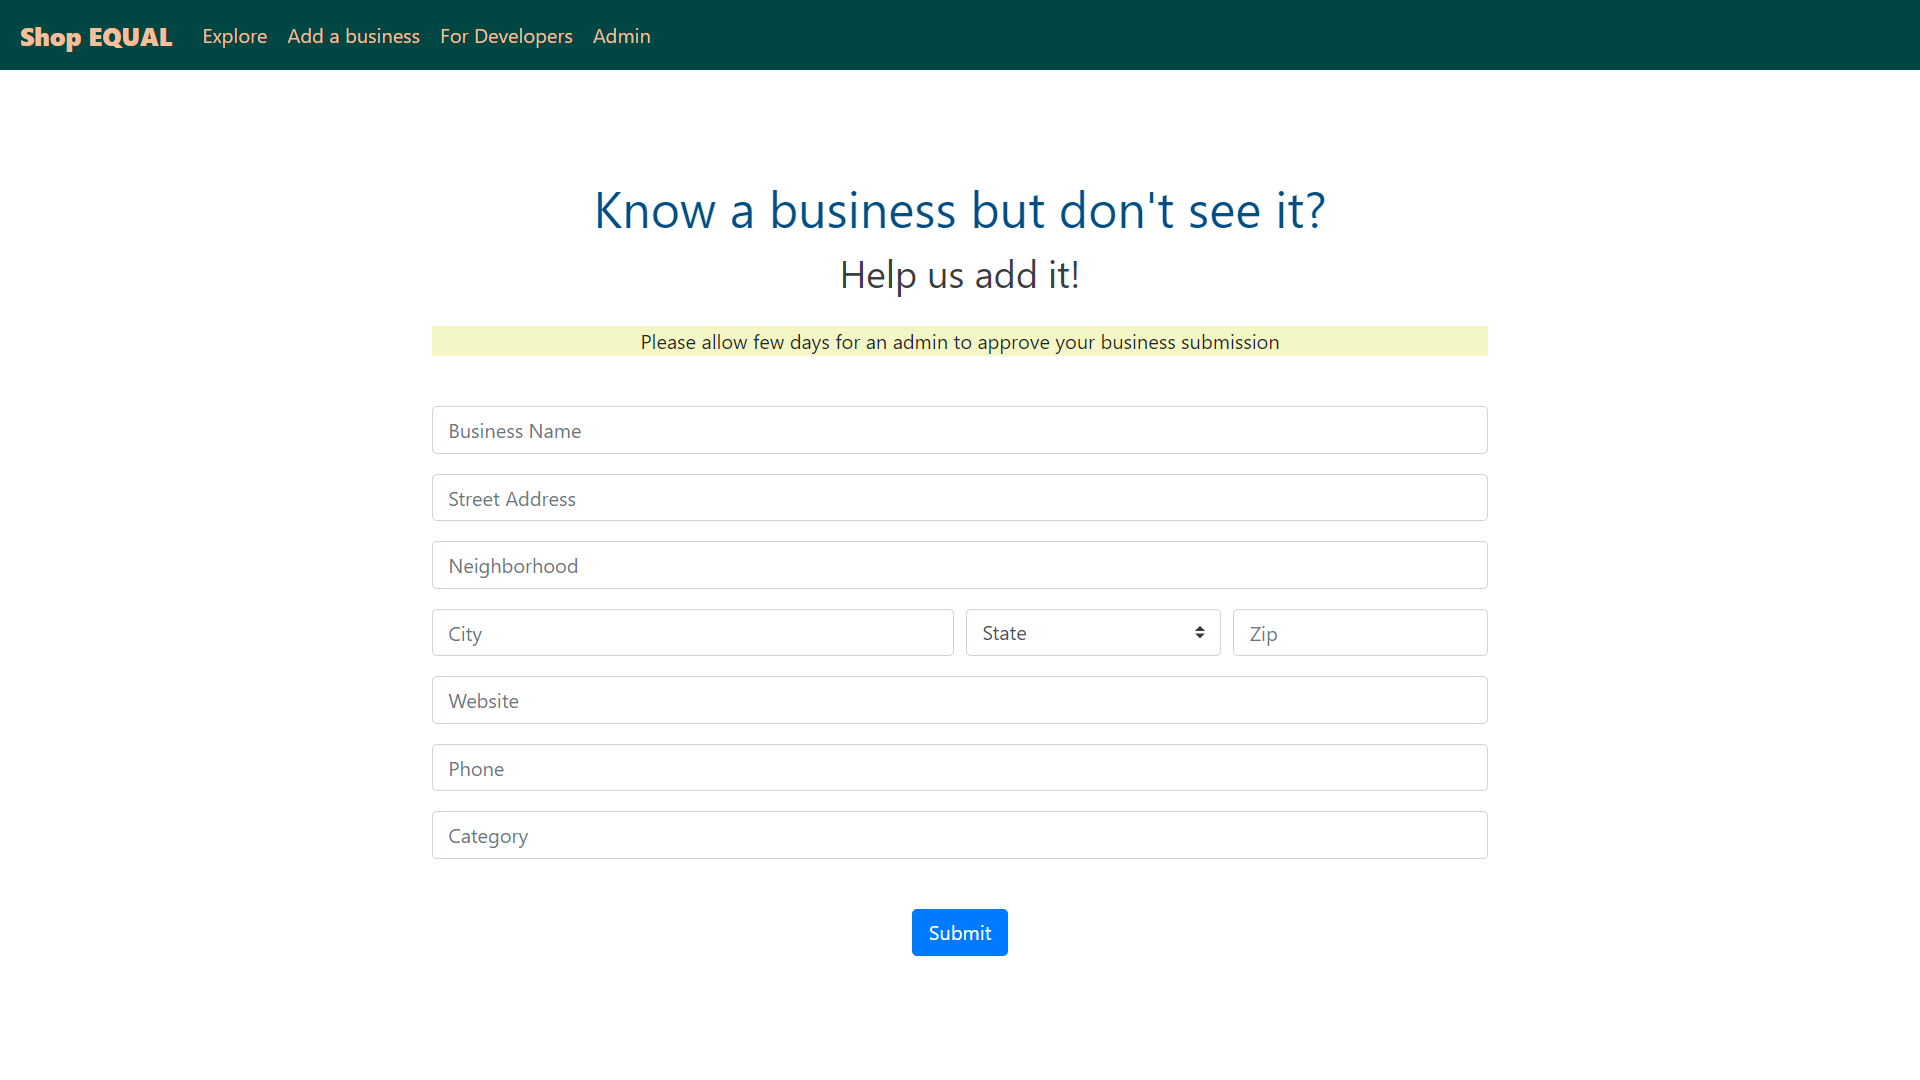 Shop EQUAL Explore Add a business For Developers Admin
Know a business but don't see it?
Help us add it!
Please allow few days for an admin to approve your business submission
Business Name
Street Address
Neighborhood
City State Zip
Website
Phone
Category
Submit